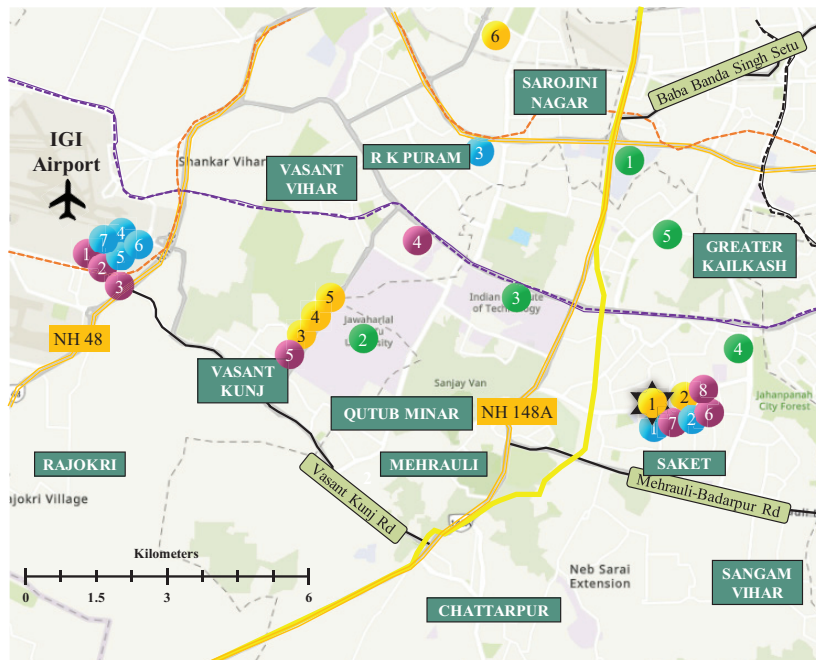 6
Baba Banda Singh Setu
SAROJINI
NAGAR
IGI
Airport
Shankar Vihar
VASANT
VIHAR
R K PURAM
3
1
4
7
4
6
5
1
2
3
5
GREATER
KAILKASH
5
4
3
5
Indian Institute
of Technology
3
Jawaharlal
University
2
4
NH 48
VASANT
KUNJ
Sanjay Van
Jahanpanah
City Forest
1
2
8
6
2
7
1
QUTUB MINAR
NH 148A
RAJOKRI
MEHRAULI
SAKET
Rajokri Village
Vasant Kunj Rd
Mehrauli-Badarpur Rd
Kilometers
0 1.5 3 6
Neb Sarai
Extension
SANGAM
VIHAR
CHATTARPUR